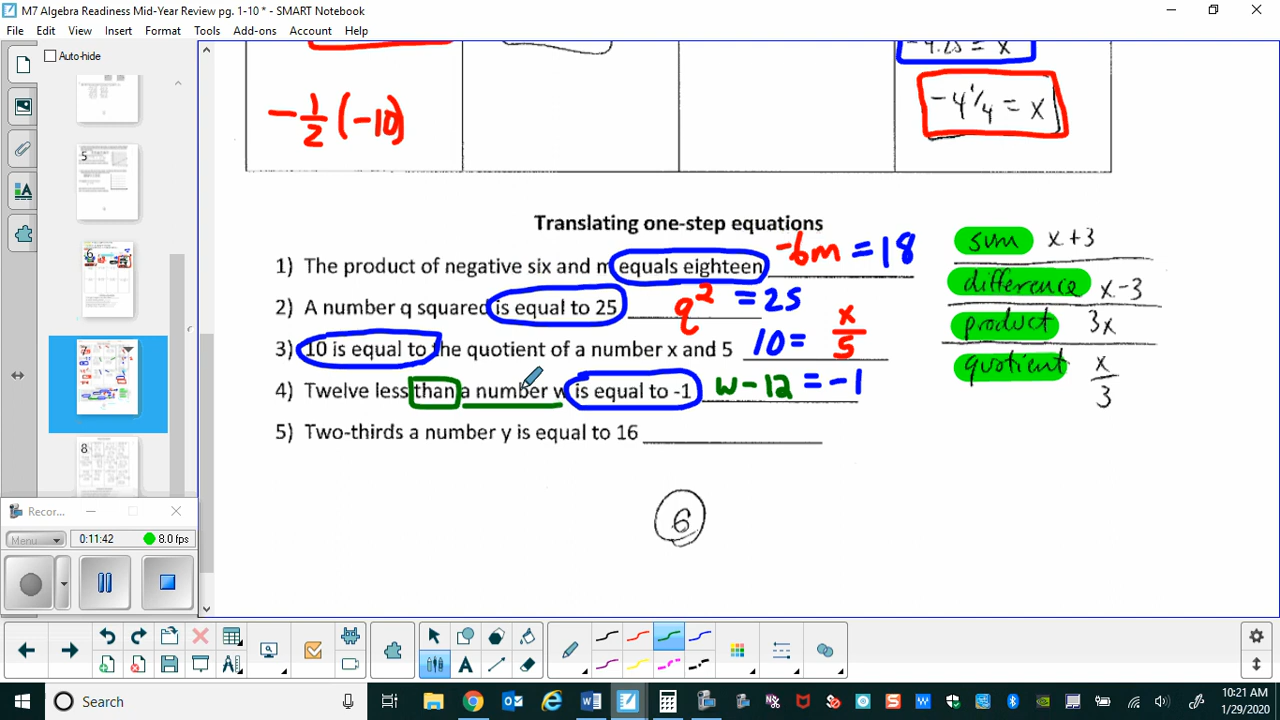 M7 Algebra Readiness Mid-Year Review pg. 1-10 * - SMART Notebook
File Edit View Insert Format Tools Add-ons Account Help
Auto-hide
-4.25 = x
-4 1/4 = x
-1/2 (-10)
5
Translating one-step equations
1) The product of negative six and m equals eighteen -6m = 18
2) A number q squared is equal to 25 q² = 25
3) 10 is equal to the quotient of a number x and 5 10 = x/5
4) Twelve less than a number w is equal to -1 w - 12 = -1
5) Two-thirds a number y is equal to 16
sum x+3
difference x-3
product 3x
quotient x/3
6
8
Recor...
0:11:42 8.0 fps
Menu
Search
10:21 AM
1/29/2020